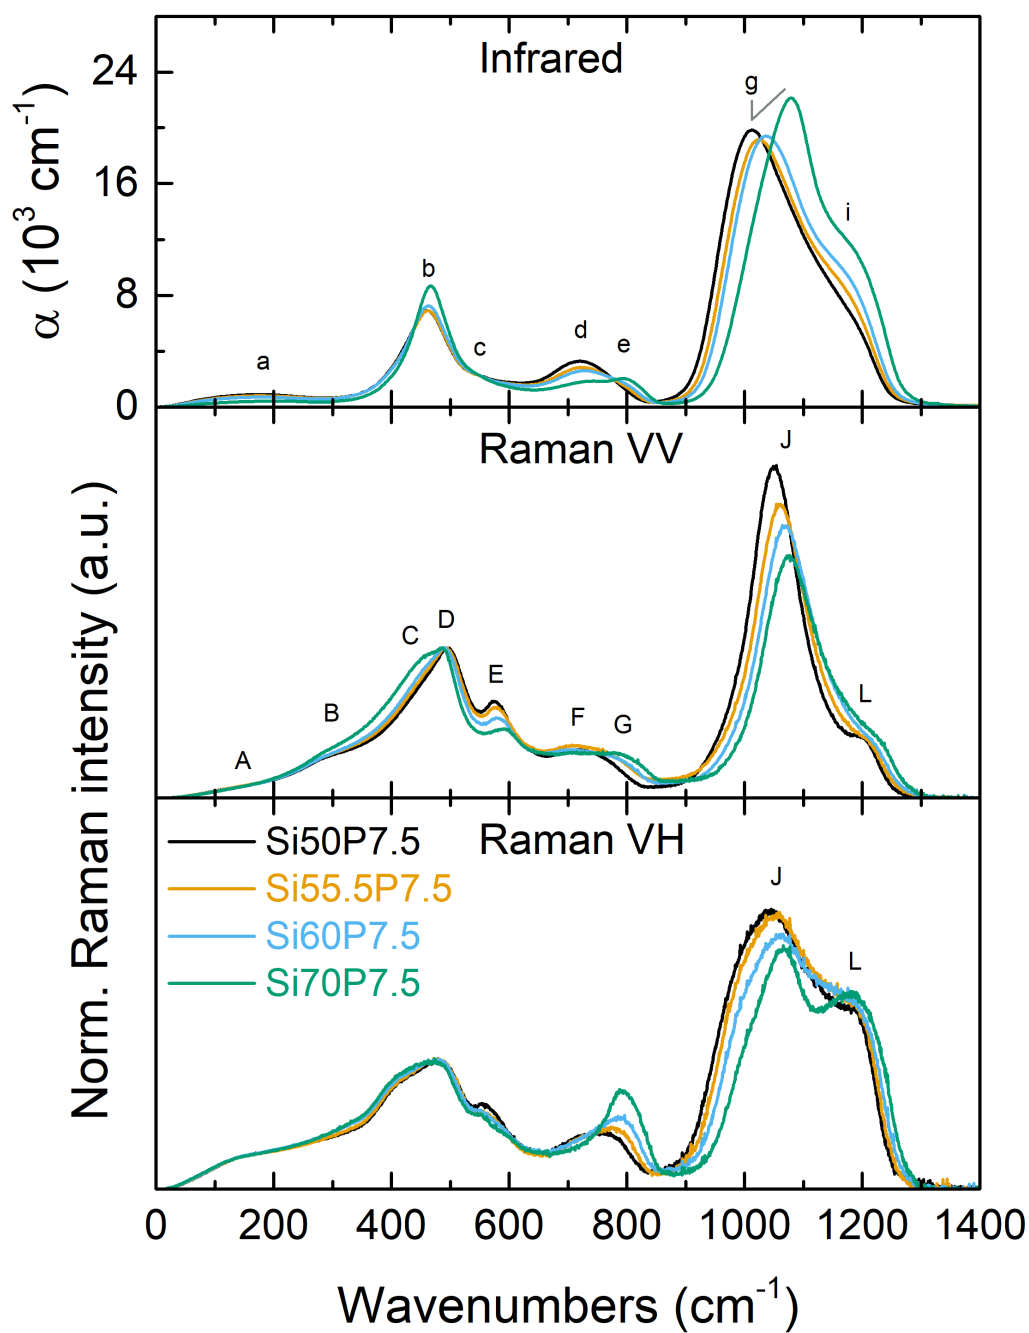 Infrared
α (10³ cm⁻¹)
24
16
8
0
a
b
c
d
e
g
i
Raman VV
Norm. Raman intensity (a.u.)
A
B
C
D
E
F
G
J
L
Raman VH
Si50P7.5
Si55.5P7.5
Si60P7.5
Si70P7.5
J
L
0 200 400 600 800 1000 1200 1400
Wavenumbers (cm⁻¹)